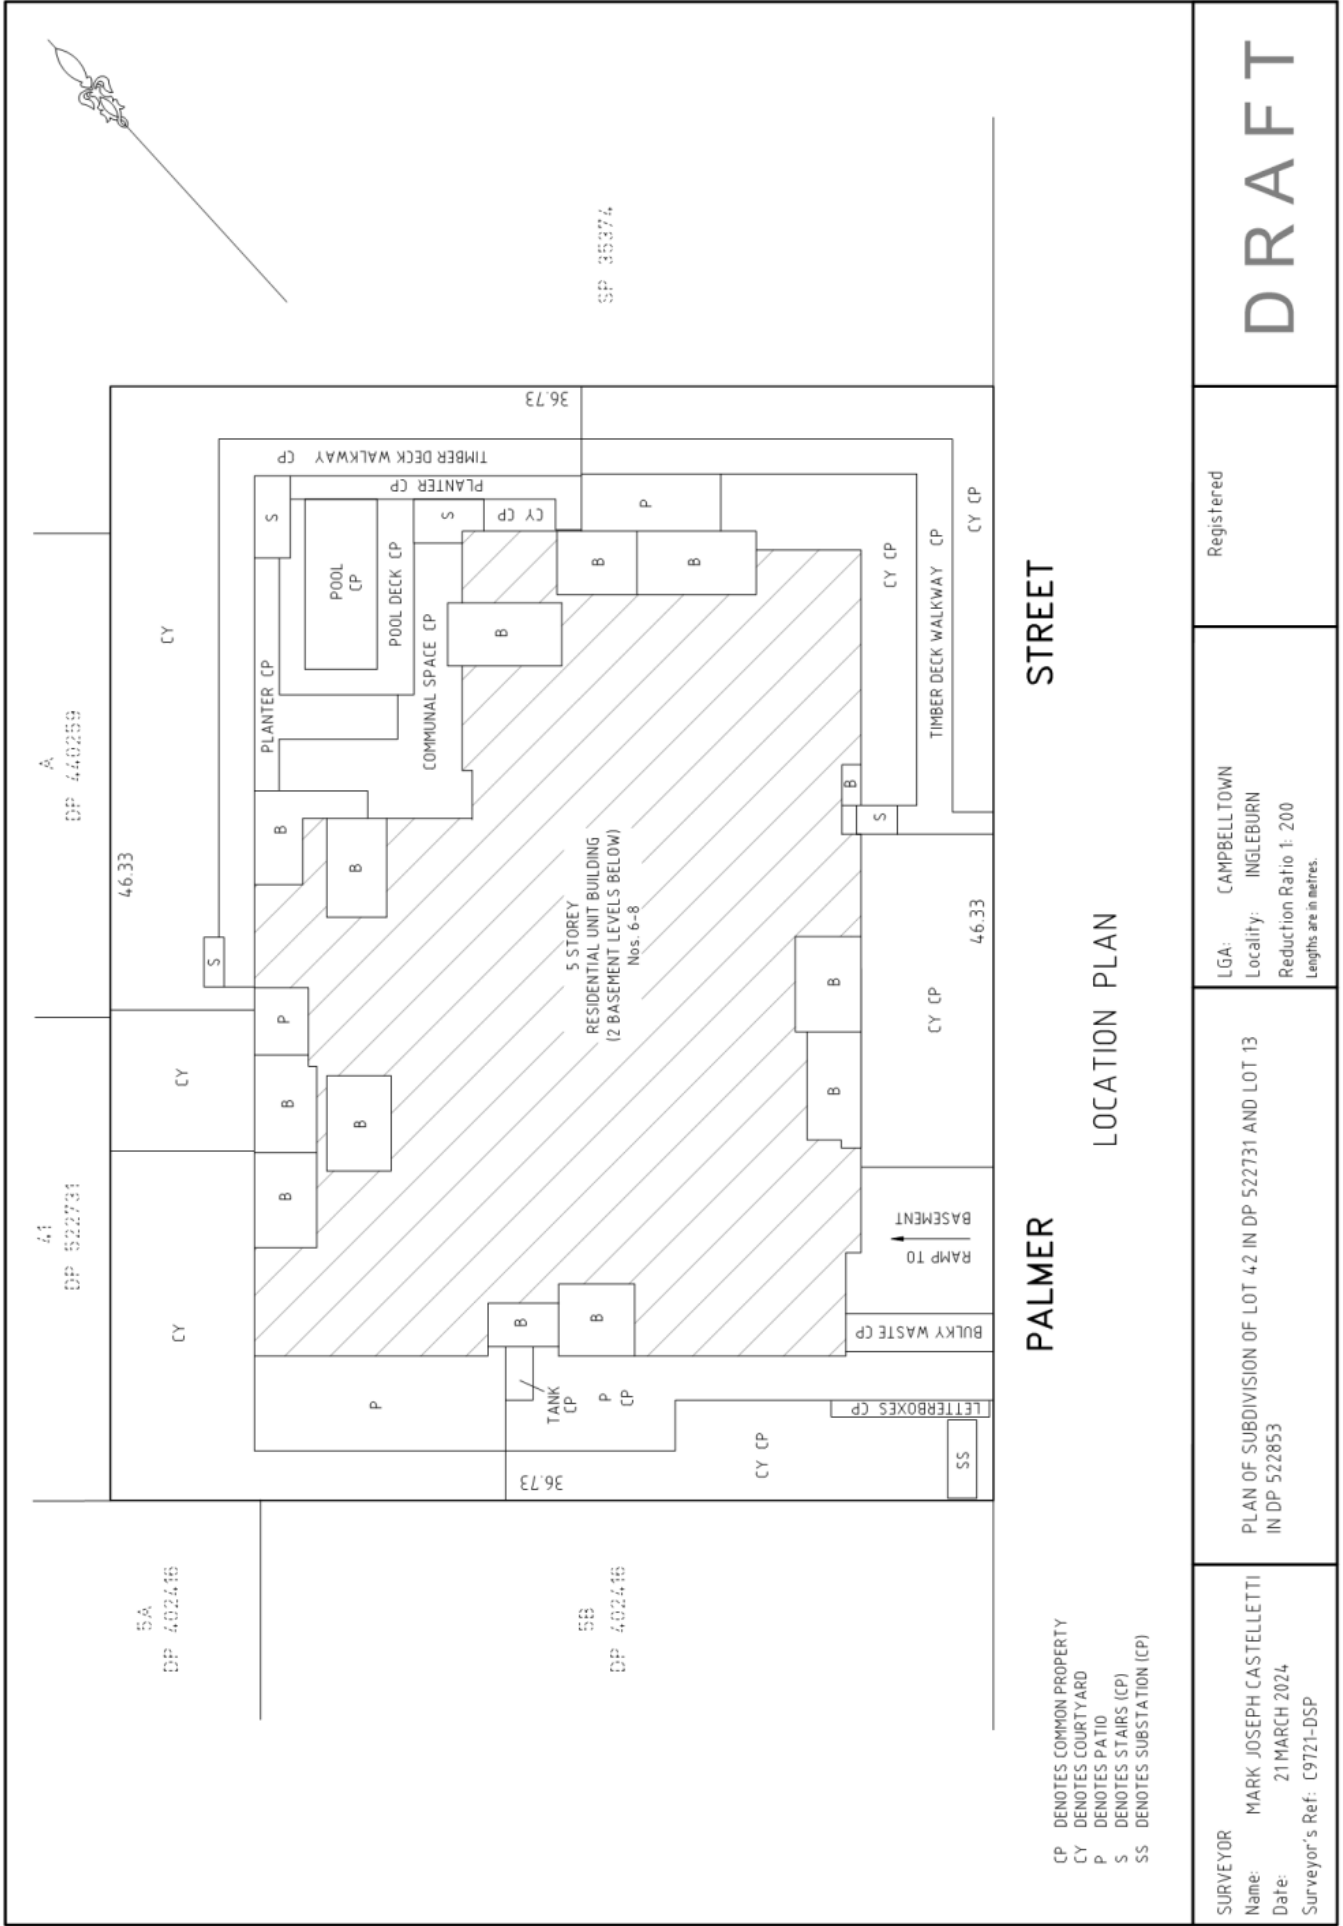 41
DP 522731
A
DP 440259
5A
DP 402416
5B
DP 402416
SP 35374
46.33
36.73
36.73
46.33
CY
CY
CY
B
B
P
S
B
B
B
PLANTER CP
S
POOL
CP
POOL DECK CP
COMMUNAL SPACE CP
S
CY CP
PLANTER CP
TIMBER DECK WALKWAY CP
B
B
B
P
P
TANK
CP
P
CP
B
B
5 STOREY
RESIDENTIAL UNIT BUILDING
(2 BASEMENT LEVELS BELOW)
Nos. 6-8
CY CP
LETTERBOXES CP
SS
BULKY WASTE CP
RAMP TO
BASEMENT
B
B
CY CP
S
B
CY CP
TIMBER DECK WALKWAY CP
CY CP
PALMER
STREET
LOCATION PLAN
CP DENOTES COMMON PROPERTY
CY DENOTES COURTYARD
P DENOTES PATIO
S DENOTES STAIRS (CP)
SS DENOTES SUBSTATION (CP)
SURVEYOR
Name: MARK JOSEPH CASTELLETTI
Date: 21 MARCH 2024
Surveyor's Ref: C9721-DSP
PLAN OF SUBDIVISION OF LOT 42 IN DP 522731 AND LOT 13
IN DP 522853
LGA: CAMPBELLTOWN
Locality: INGLEBURN
Reduction Ratio 1: 200
Lengths are in metres.
Registered
DRAFT